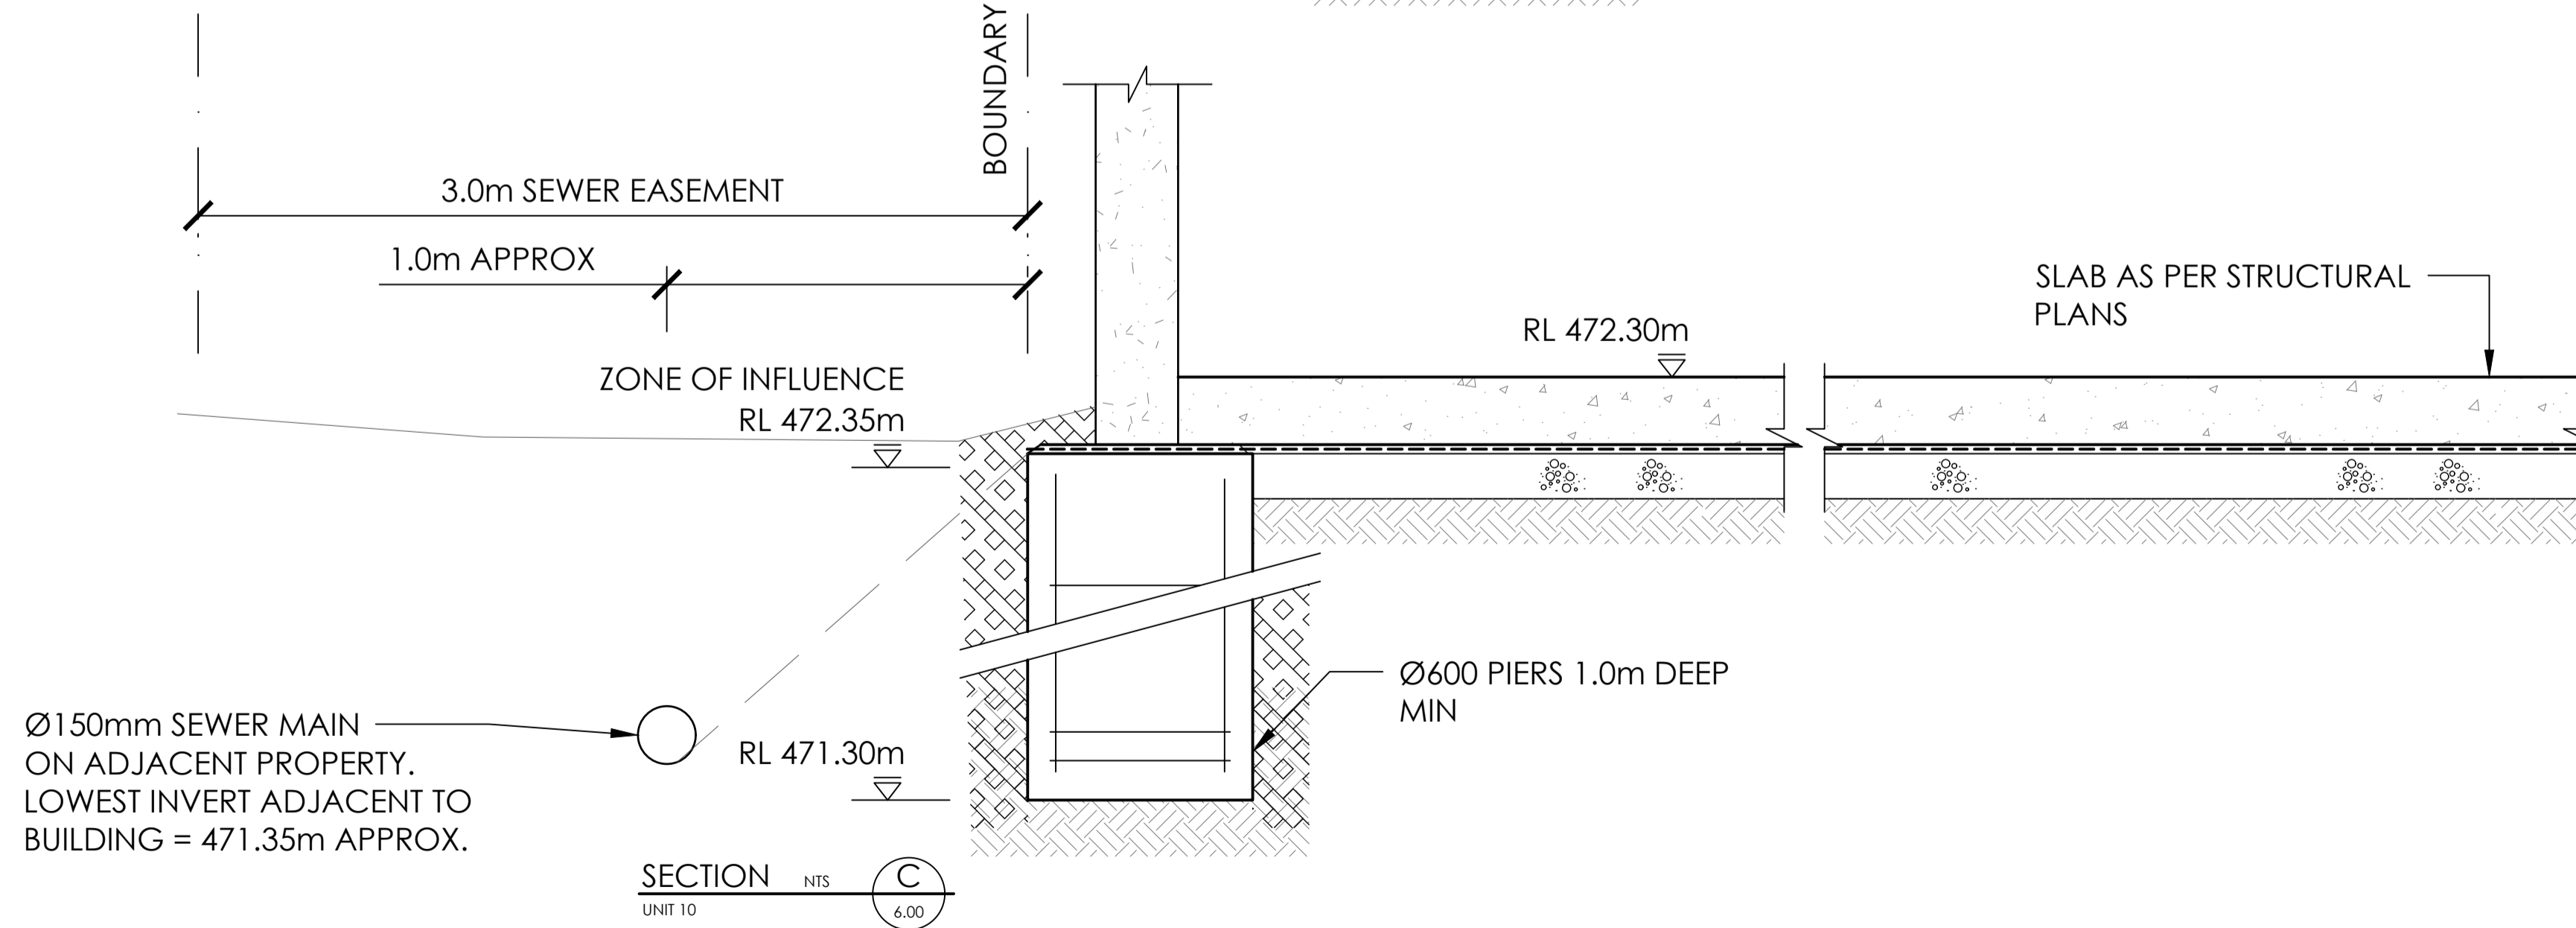 BOUNDARY
3.0m SEWER EASEMENT
1.0m APPROX
SLAB AS PER STRUCTURAL
PLANS
RL 472.30m
ZONE OF INFLUENCE
RL 472.35m
Ø600 PIERS 1.0m DEEP
MIN
Ø150mm SEWER MAIN
ON ADJACENT PROPERTY.
LOWEST INVERT ADJACENT TO
BUILDING = 471.35m APPROX.
RL 471.30m
SECTION NTS C
UNIT 10 6.00